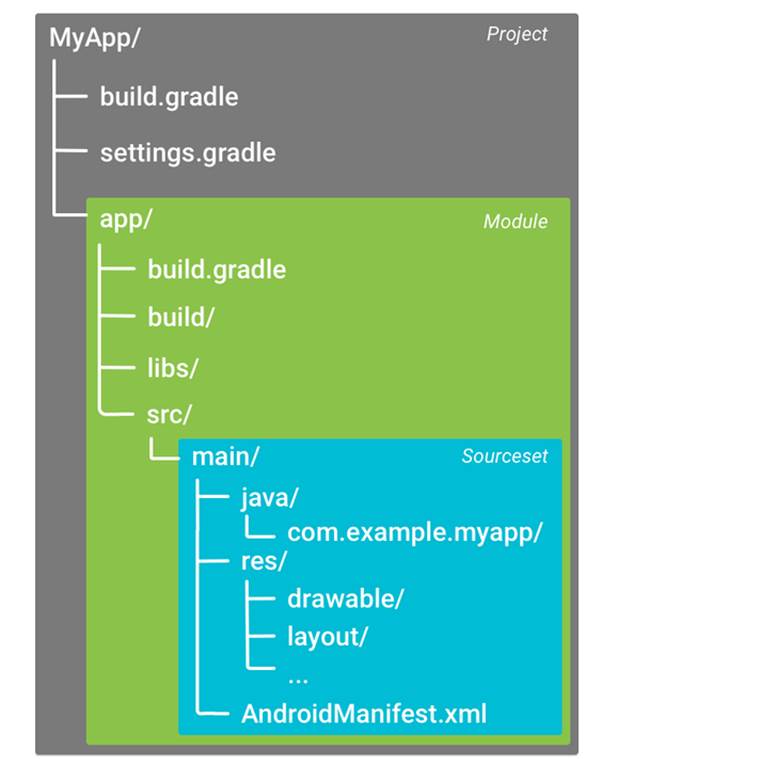 MyApp/ Project
build.gradle
settings.gradle
app/ Module
build.gradle
build/
libs/
src/
main/ Sourceset
java/
com.example.myapp/
res/
drawable/
layout/
...
AndroidManifest.xml